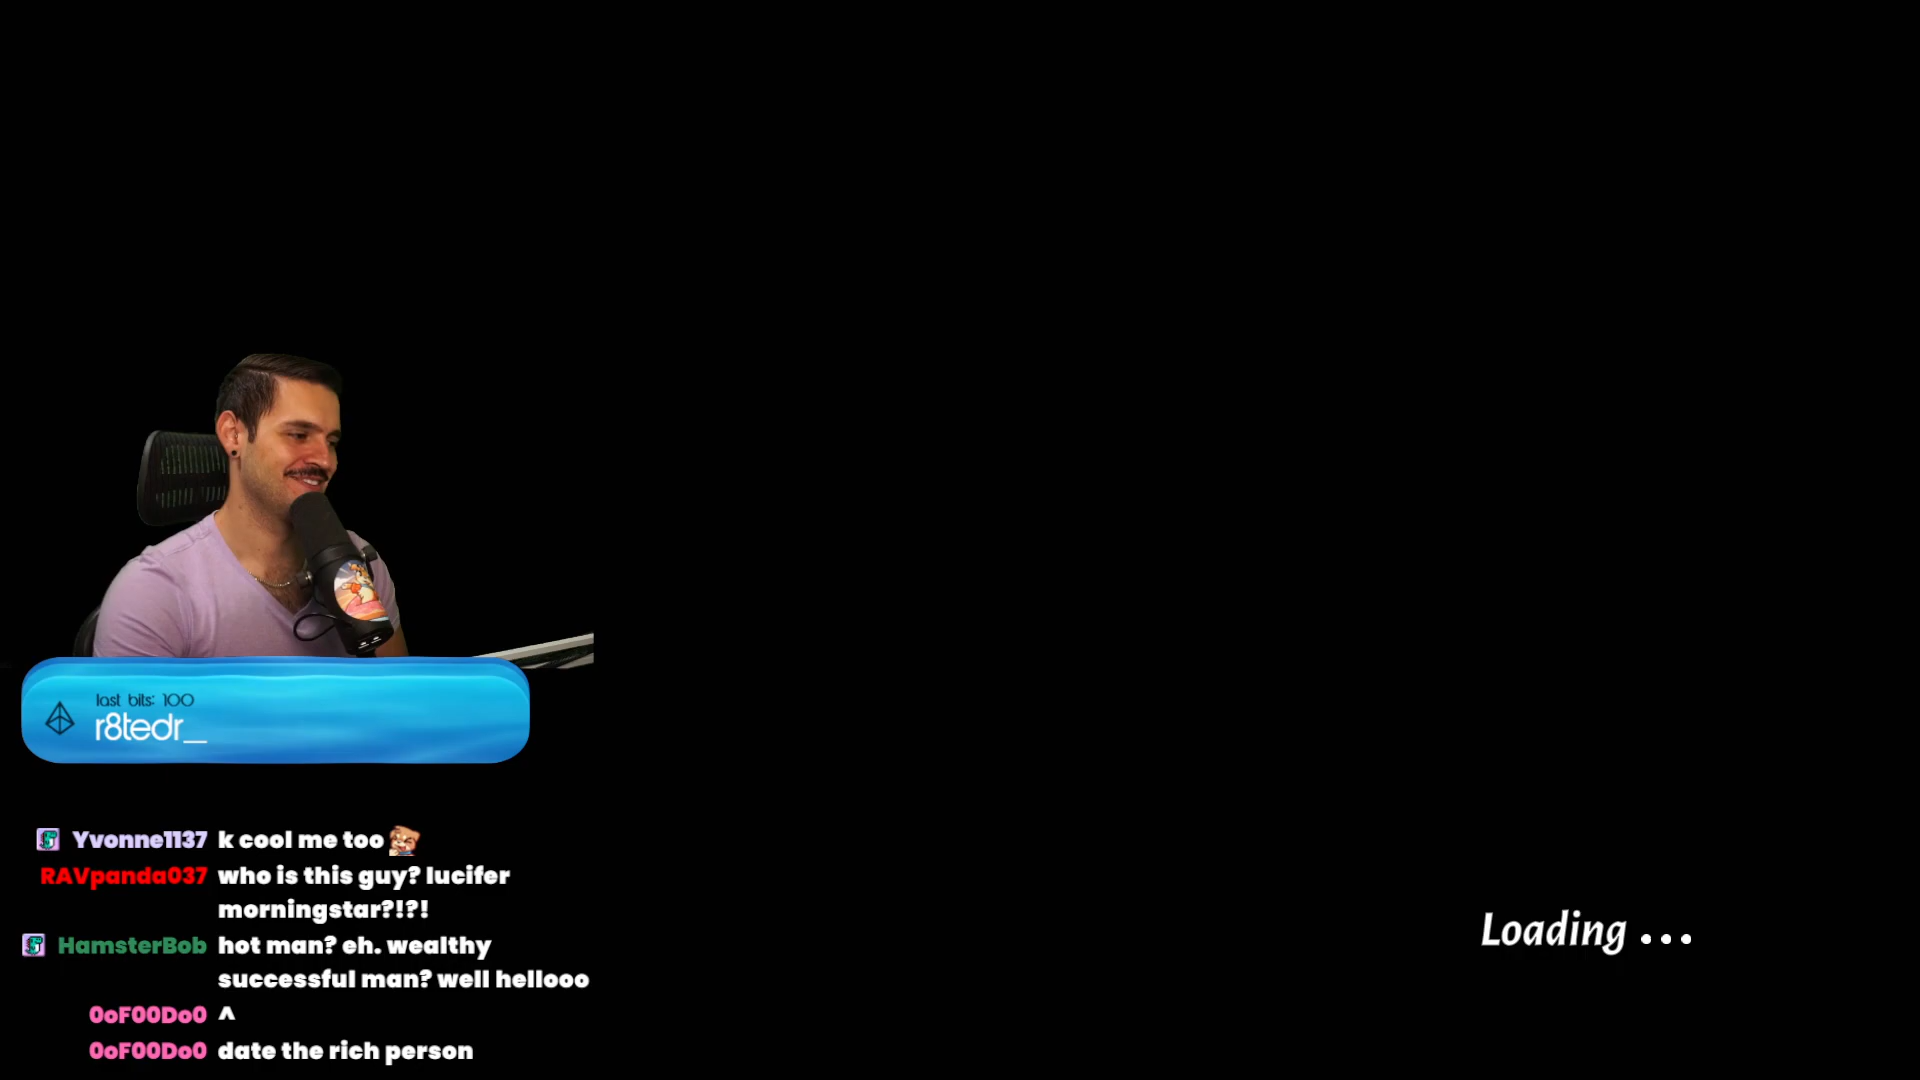 last bits: 100
r8tedr__
Yvonne1137 k cool me too
RAVpanda037 who is this guy? lucifer
morningstar?!?!
HamsterBob hot man? eh. wealthy
successful man? well hellooo
0oF00Do0 ^
0oF00Do0 date the rich person
Loading ...